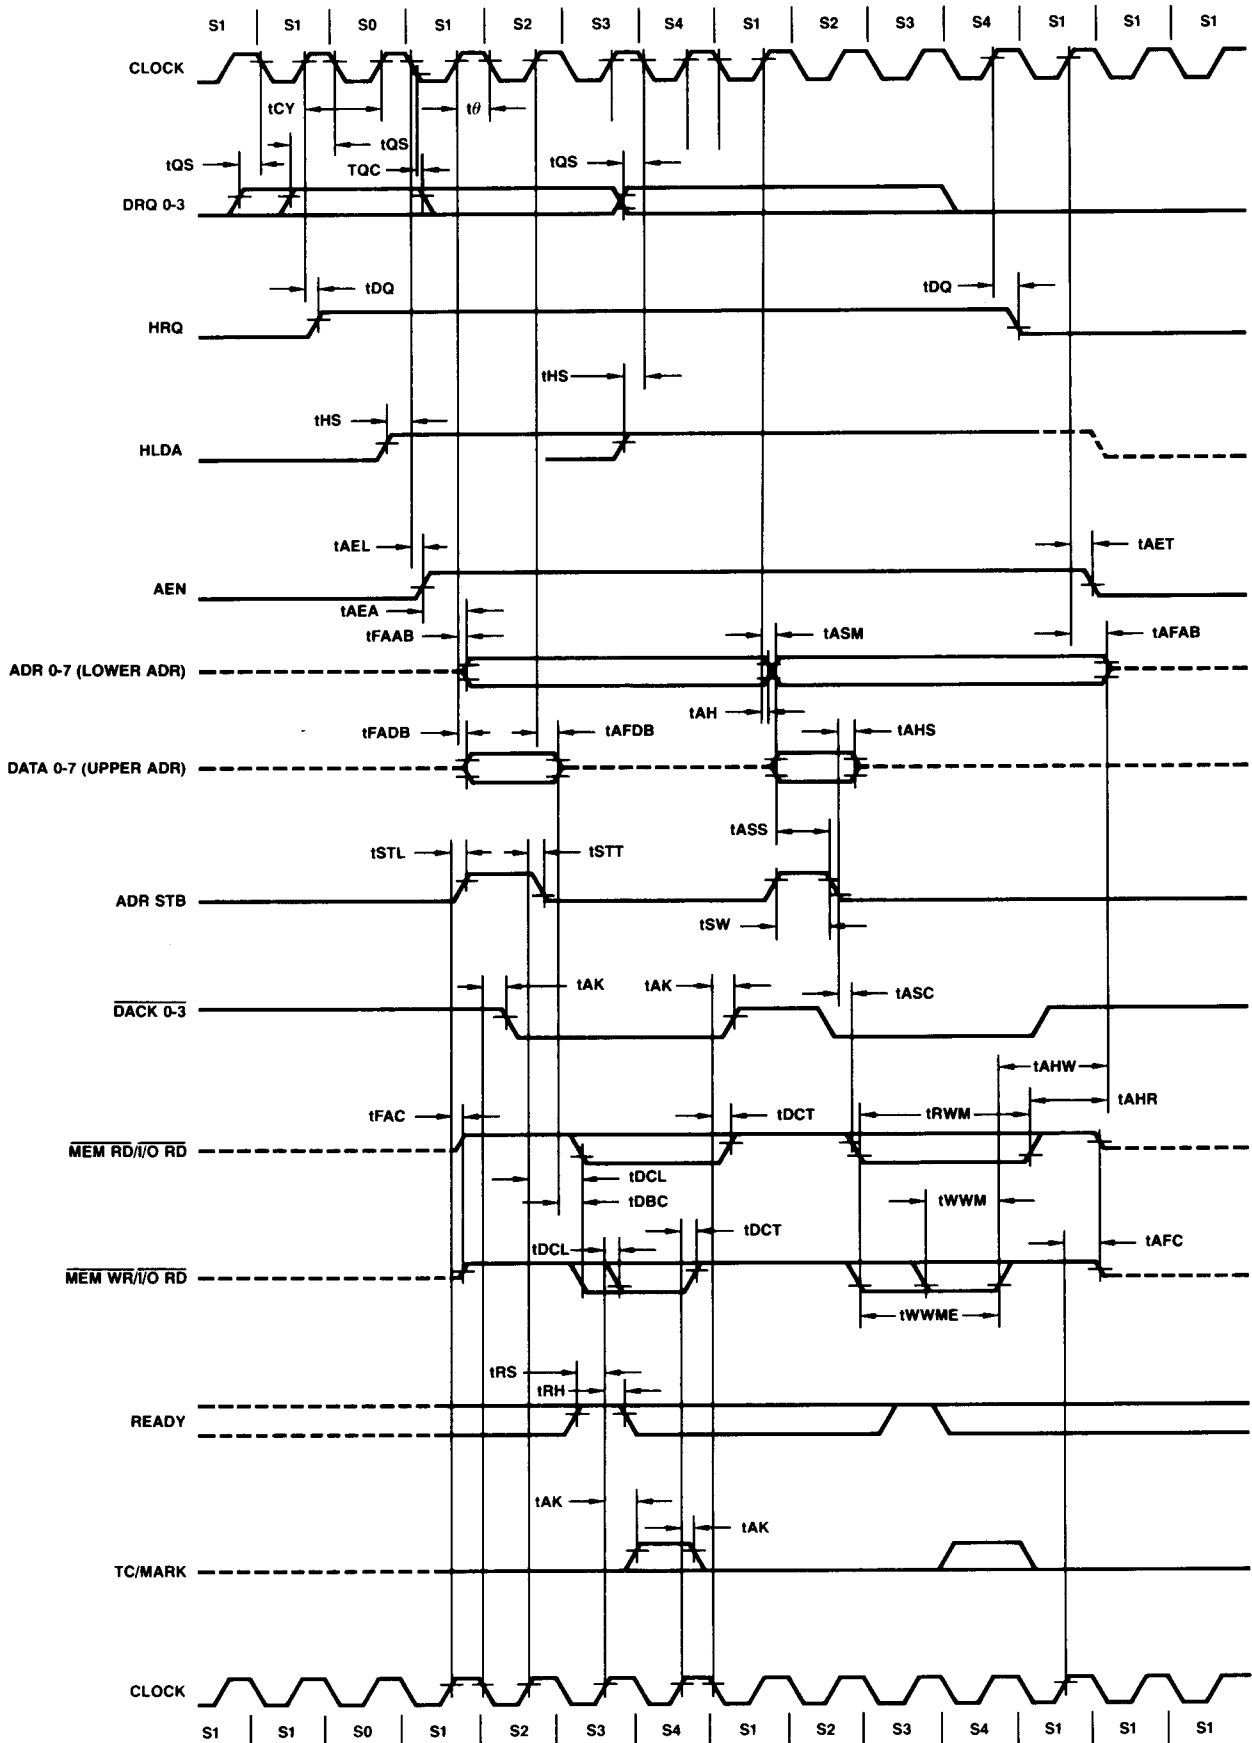 S1 S1 S0 S1 S2 S3 S4 S1 S2 S3 S4 S1 S1 S1
CLOCK
tCY tθ
tQS
tQS TQC tQS
DRQ 0-3
tDQ tDQ
HRQ
tHS
tHS
HLDA
tAEL tAET
AEN
tAEA
tFAAB tASM tAFAB
ADR 0-7 (LOWER ADR)
tAH
tFADB tAFDB tAHS
DATA 0-7 (UPPER ADR)
tASS
tSTL tSTT
ADR STB
tSW
tAK tAK tASC
DACK 0-3
tAHW
tAHR
tFAC tDCT tRWM
MEM RD/I/O RD
tDCL
tDBC tWWM
tDCT
tDCL tAFC
MEM WR/I/O RD
tWWME
tRS
tRH
READY
tAK
tAK
TC/MARK
CLOCK
S1 S1 S0 S1 S2 S3 S4 S1 S2 S3 S4 S1 S1 S1